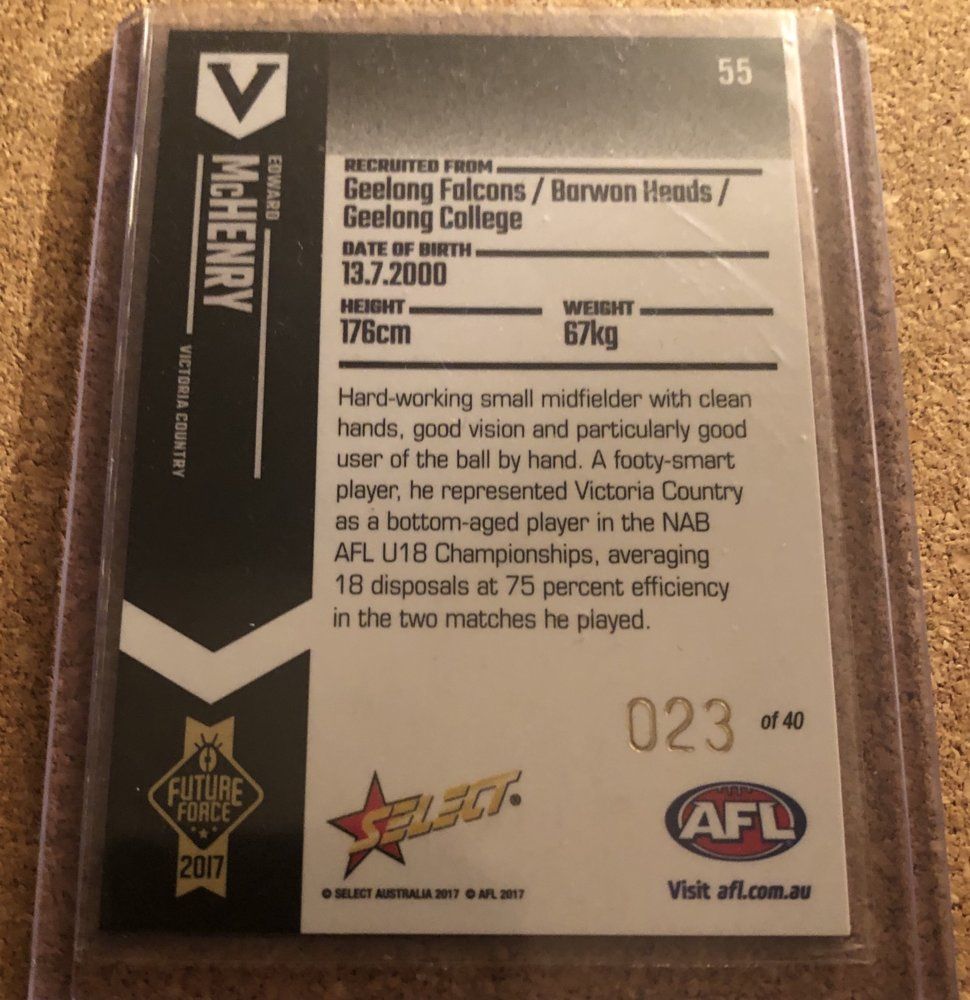 V
EDWARD
McHENRY
VICTORIA COUNTRY
55
RECRUITED FROM
Geelong Falcons / Barwon Heads /
Geelong College
DATE OF BIRTH
13.7.2000
HEIGHT WEIGHT
176cm 67kg
Hard-working small midfielder with clean
hands, good vision and particularly good
user of the ball by hand. A footy-smart
player, he represented Victoria Country
as a bottom-aged player in the NAB
AFL U18 Championships, averaging
18 disposals at 75 percent efficiency
in the two matches he played.
023 of 40
FUTURE
FORCE
2017
SELECT®
AFL
© SELECT AUSTRALIA 2017 © AFL 2017
Visit afl.com.au